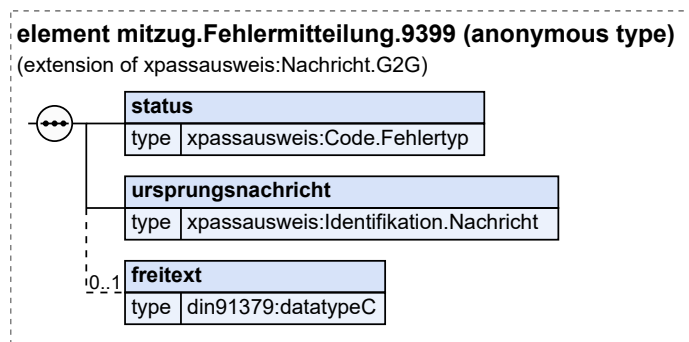 element mitzug.Fehlermitteilung.9399 (anonymous type)
(extension of xpassausweis:Nachricht.G2G)
status
type xpassausweis:Code.Fehlertyp
ursprungsnachricht
type xpassausweis:Identifikation.Nachricht
0..1 freitext
type din91379:datatypeC